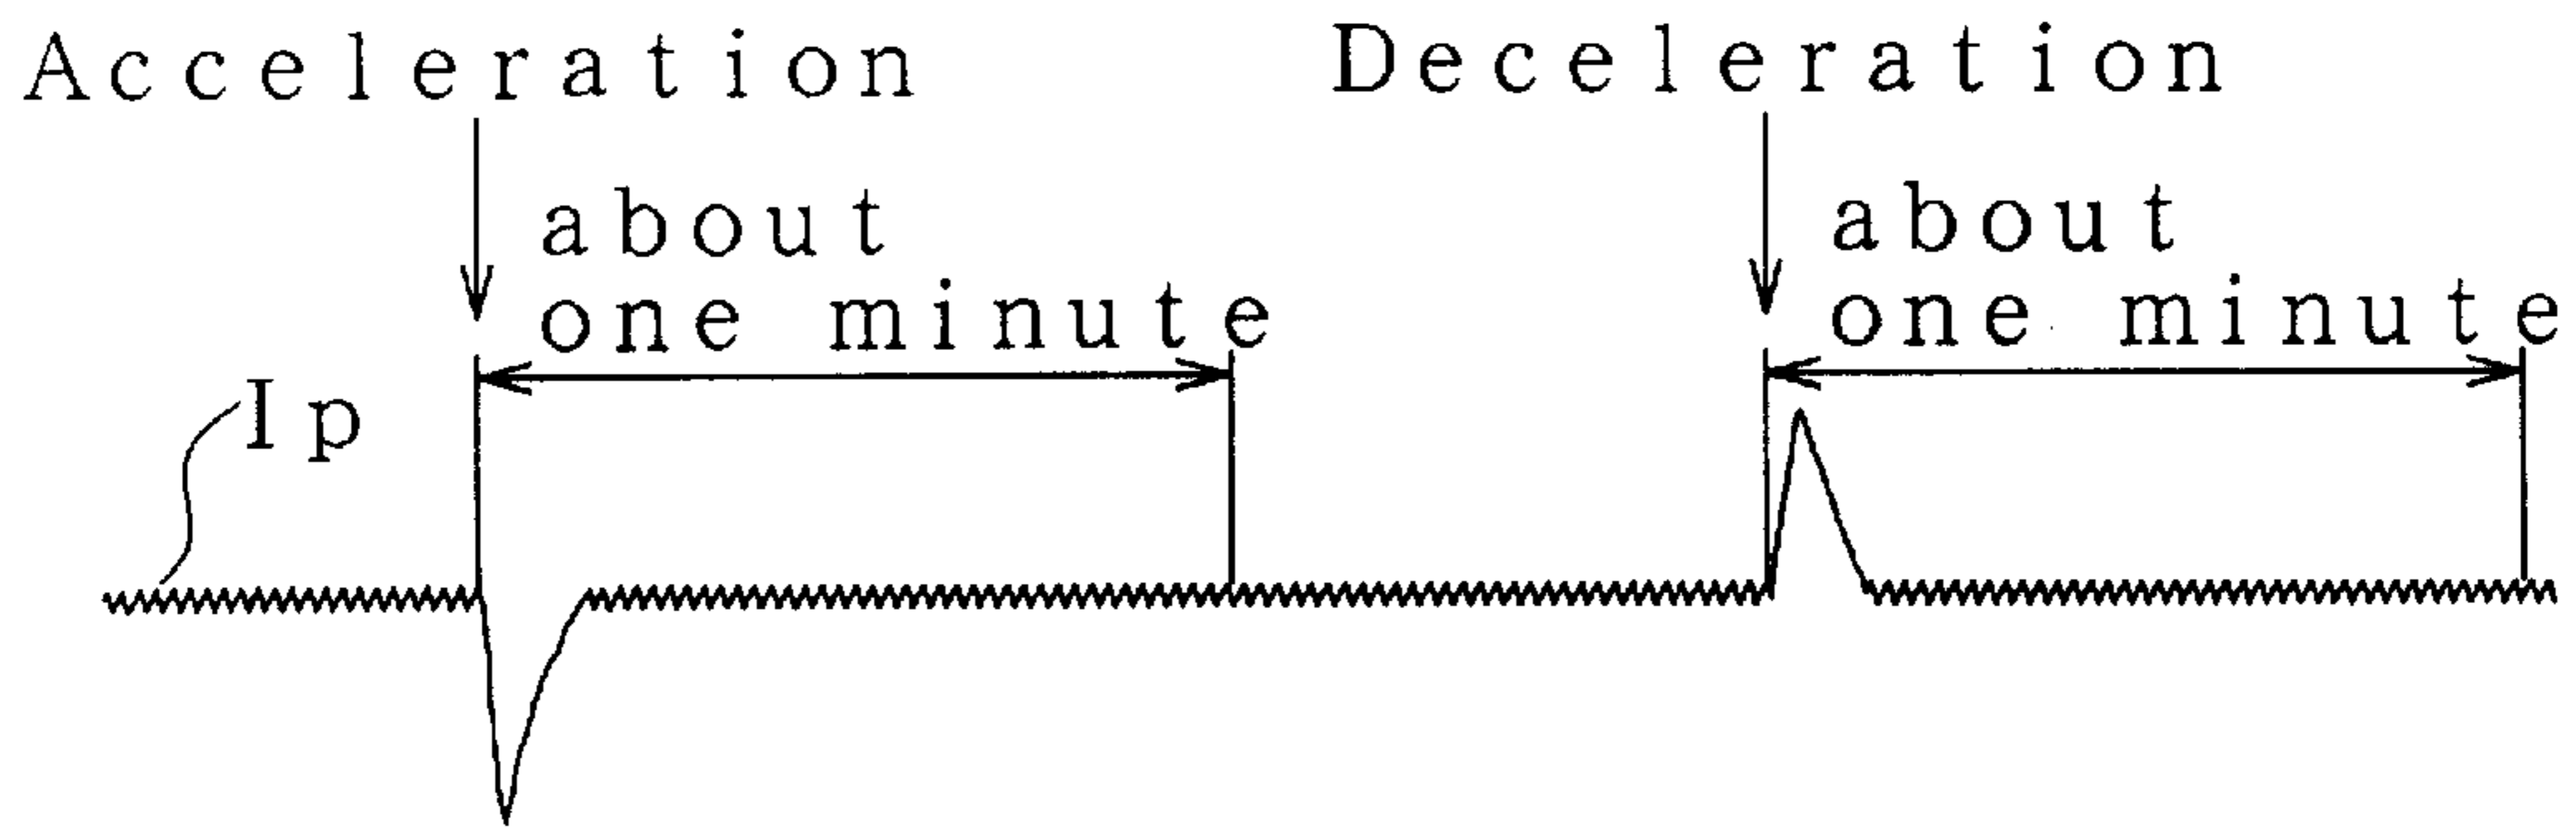 Acceleration
about
one minute
Ip
Deceleration
about
one minute